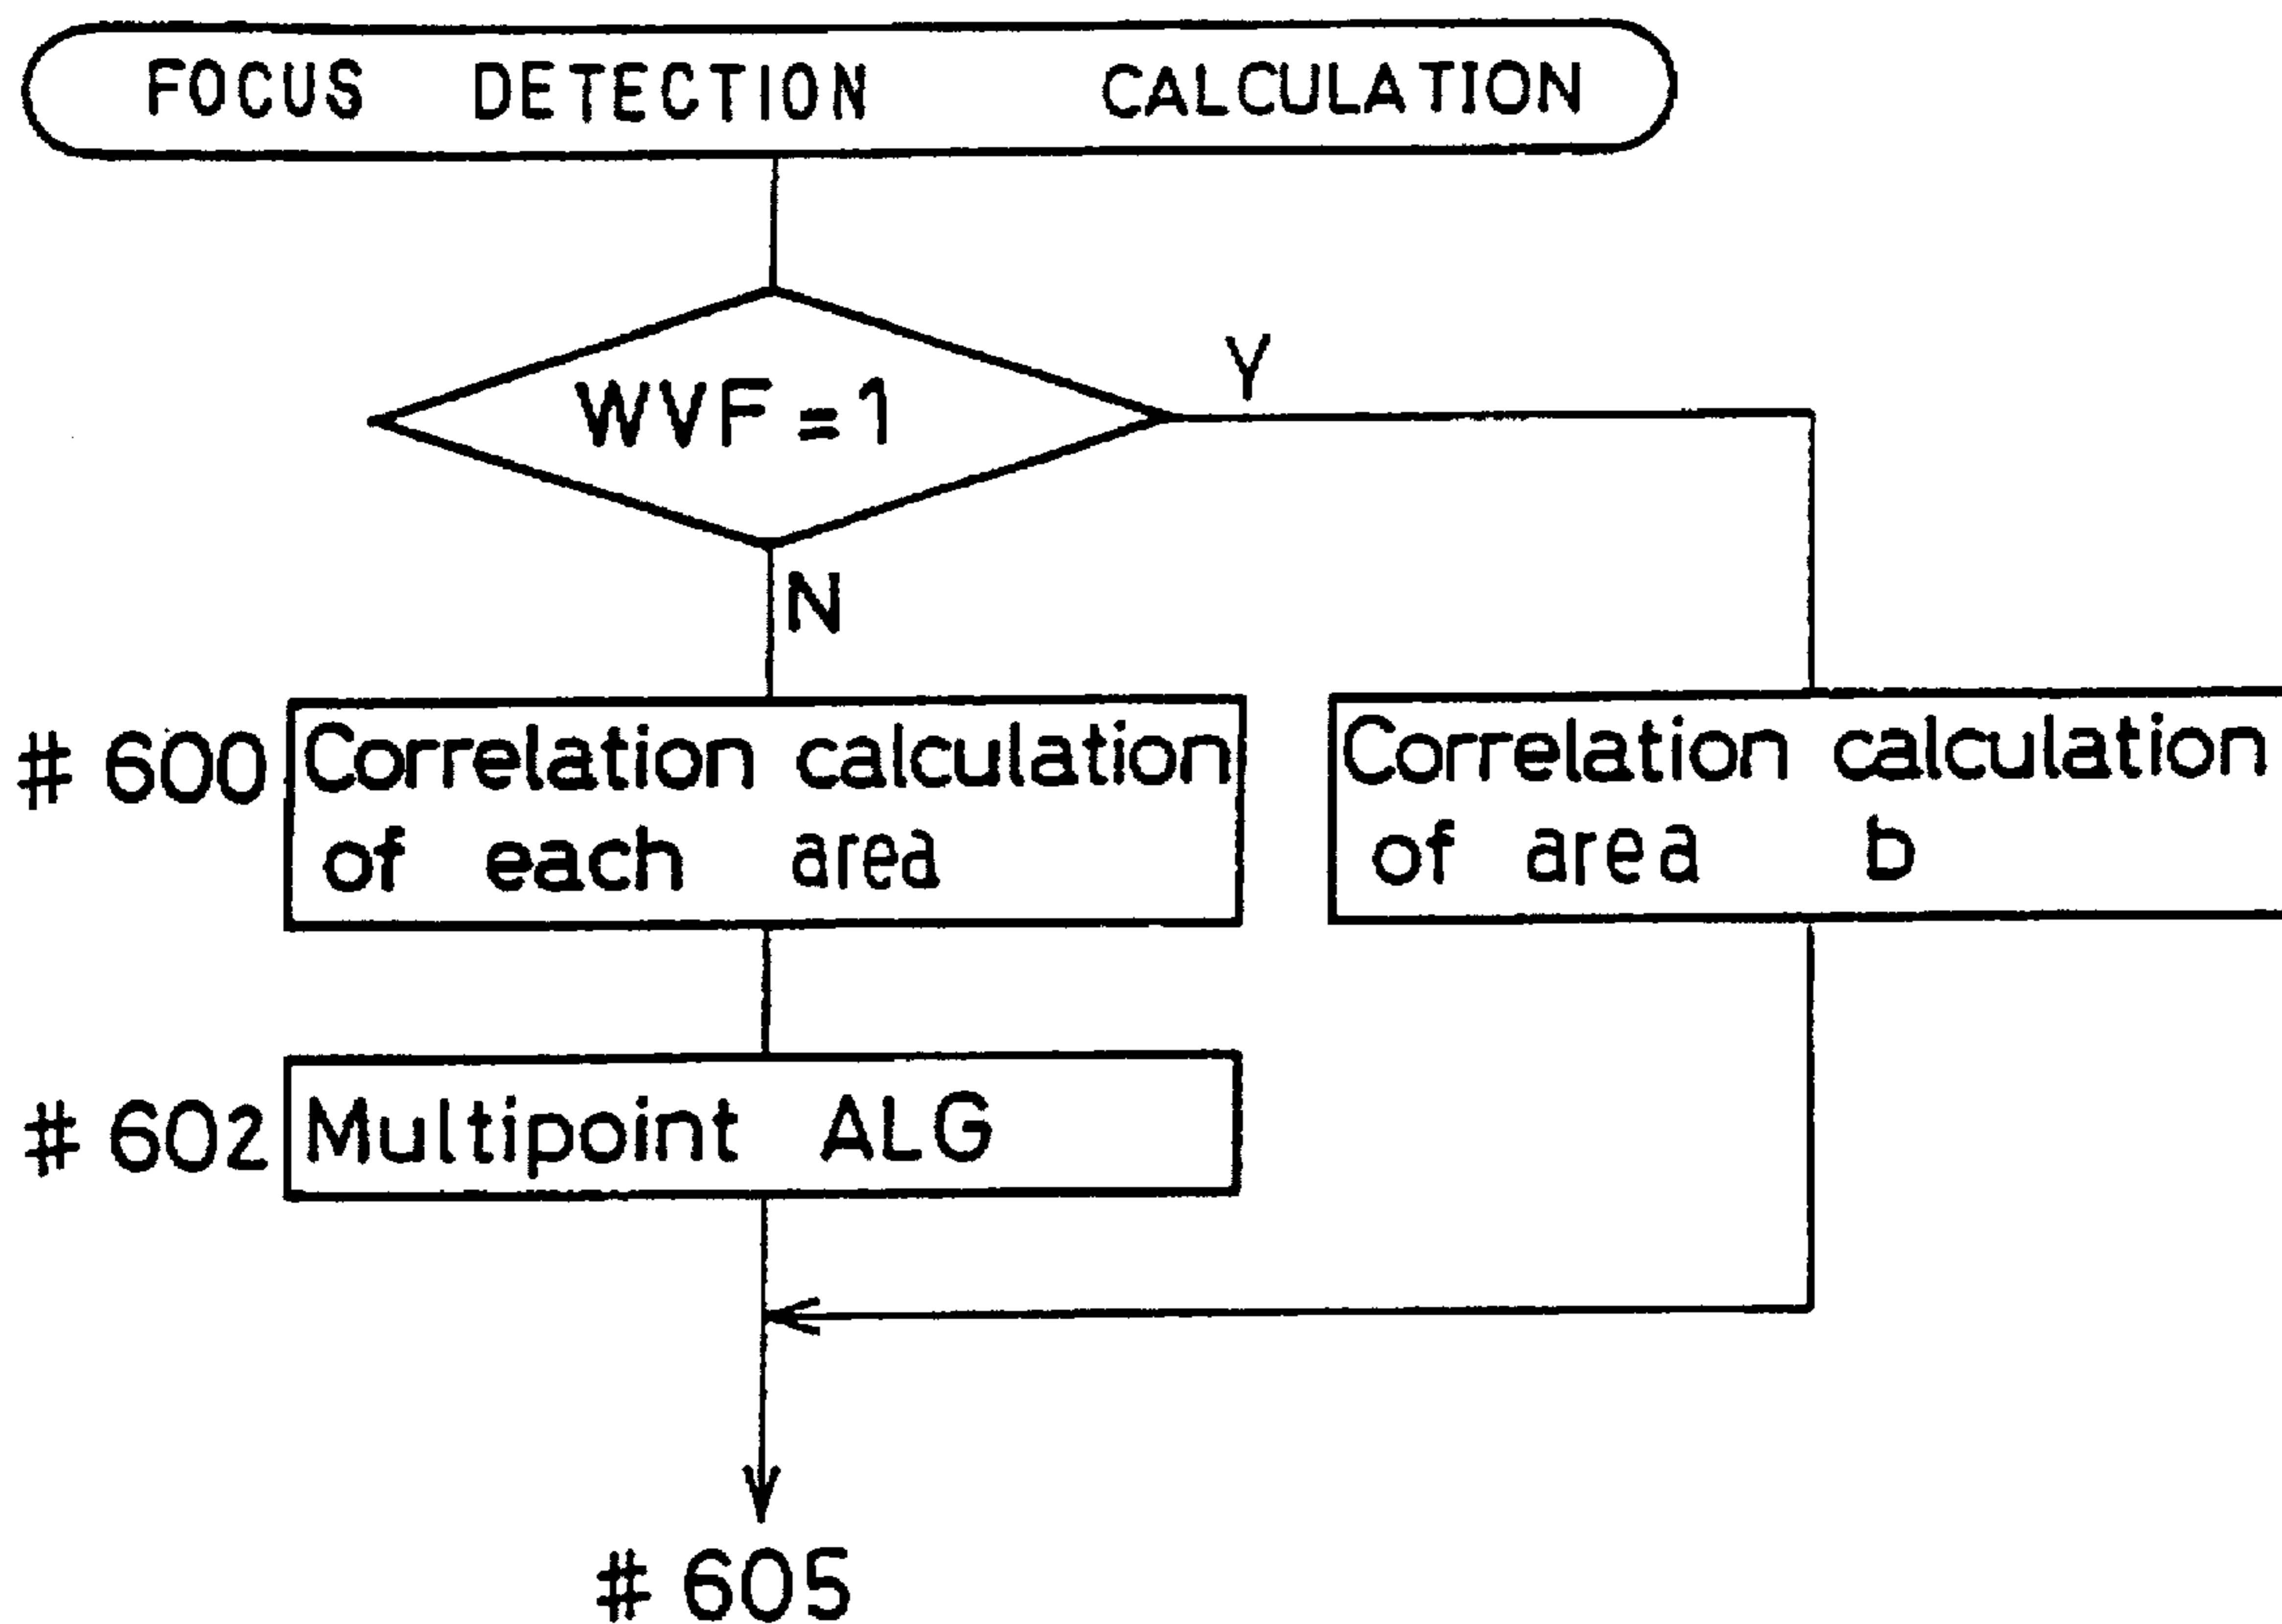 FOCUS DETECTION CALCULATION
WVF=1
Y
N
#600
Correlation calculation
of each area
Correlation calculation
of area b
#602
Multipoint ALG
#605